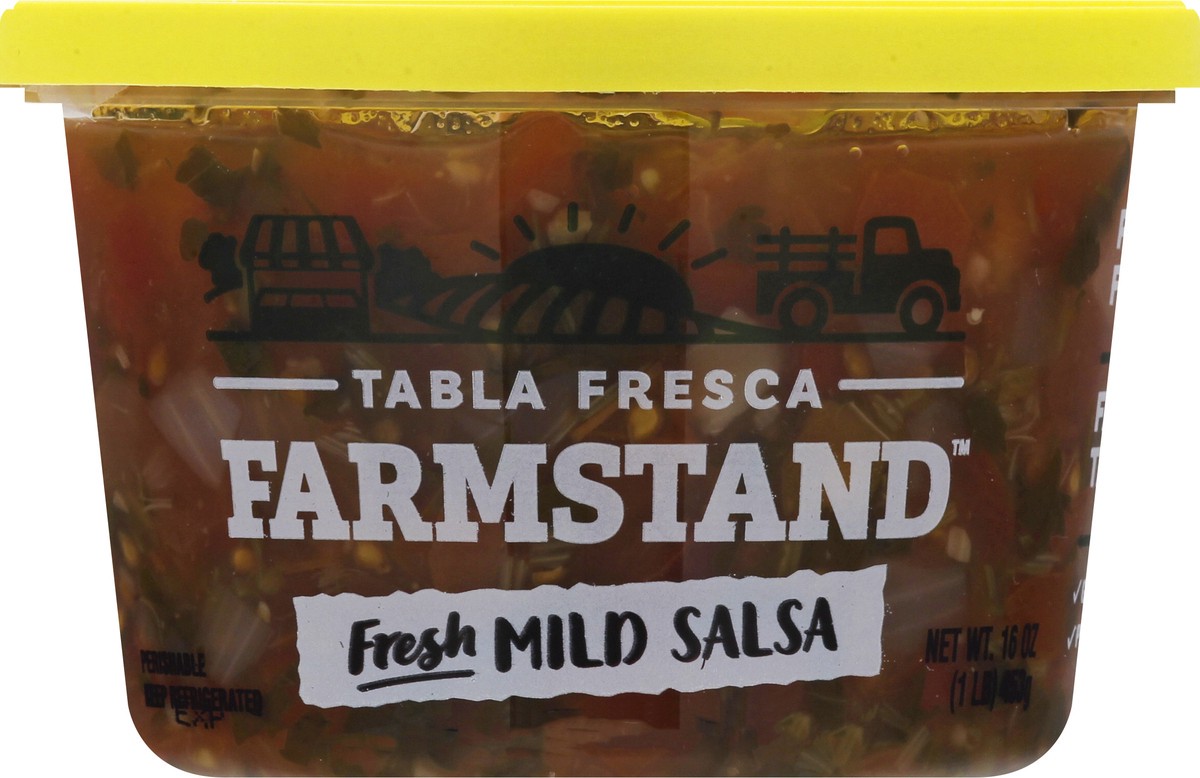 TABLA FRESCA
FARMSTAND™
Fresh MILD SALSA
PERISHABLE
KEEP REFRIGERATED
EXP
NET WT. 16 OZ
(1 LB) 453g